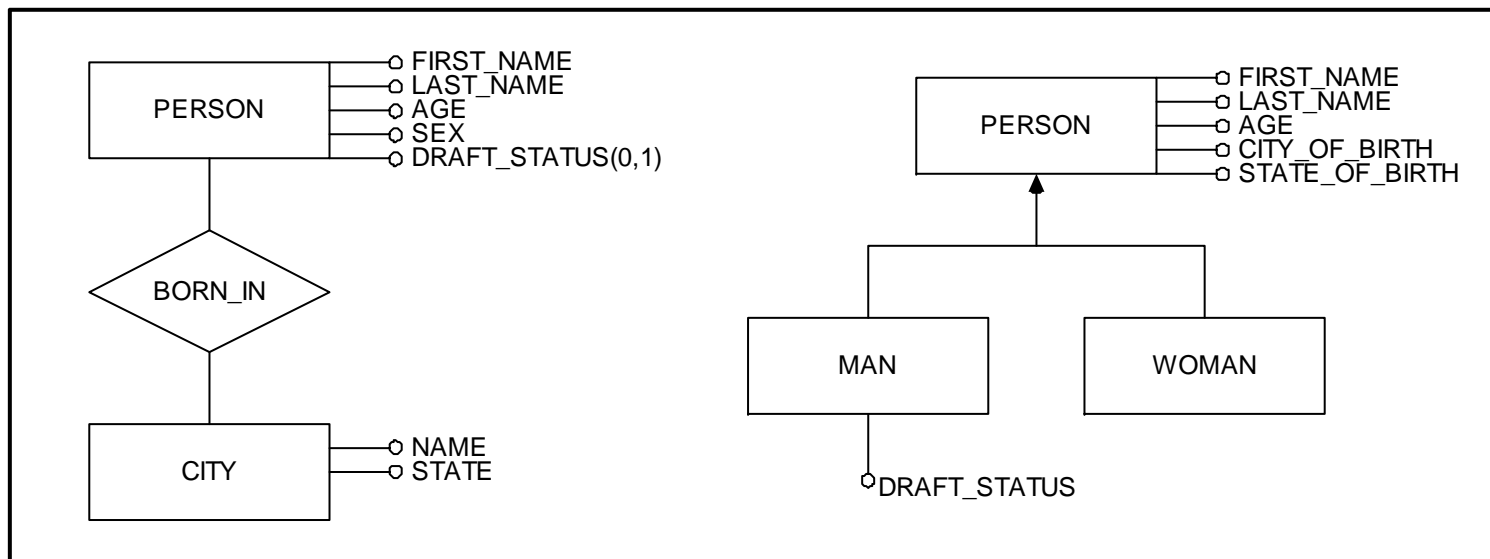 FIRST_NAME
LAST_NAME
PERSON
AGE
SEX
DRAFT_STATUS(0,1)
BORN_IN
NAME
CITY
STATE
FIRST_NAME
LAST_NAME
PERSON
AGE
CITY_OF_BIRTH
STATE_OF_BIRTH
MAN
WOMAN
DRAFT_STATUS